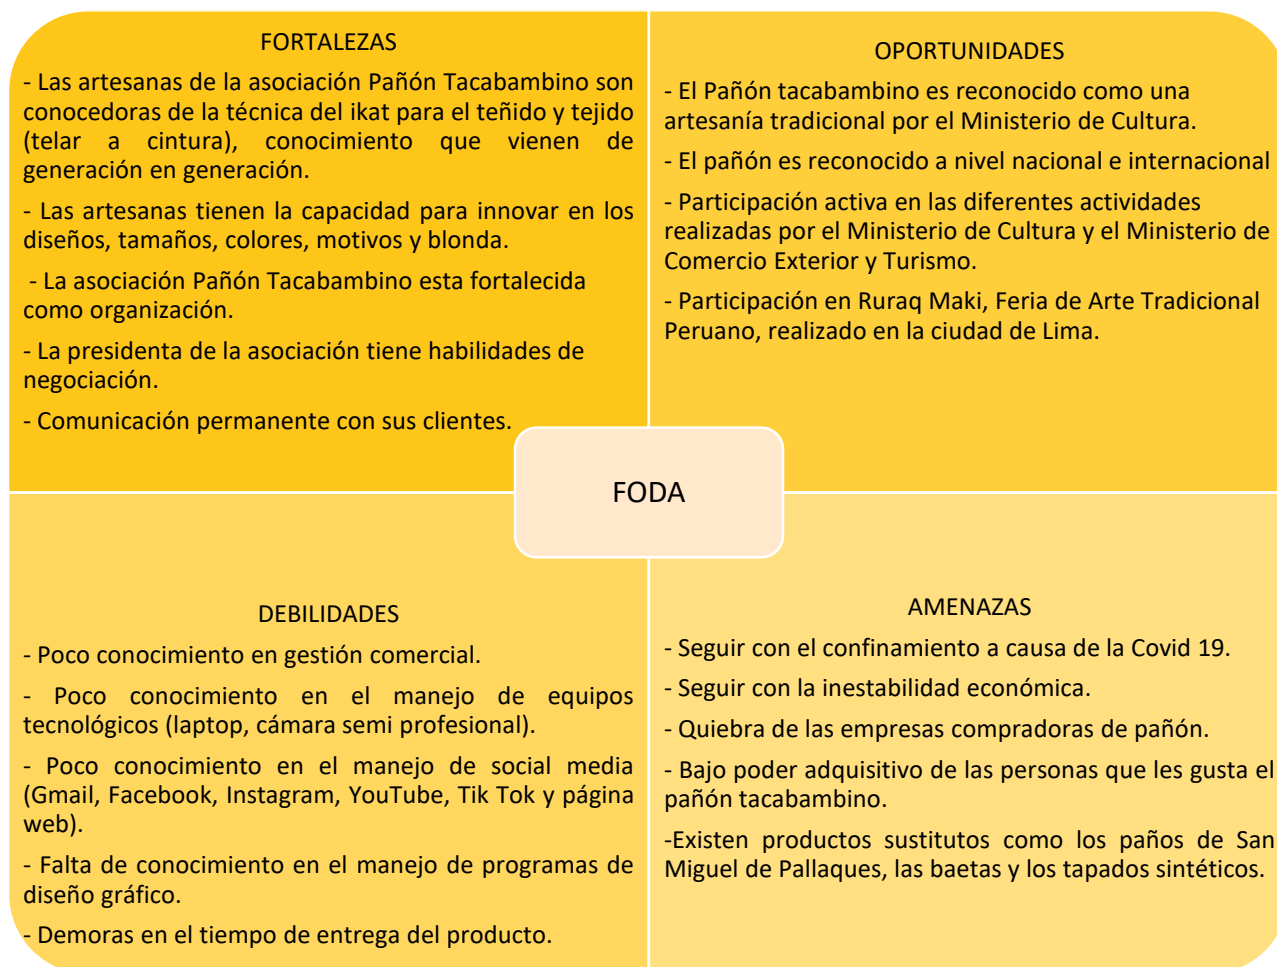 FORTALEZAS
- Las artesanas de la asociación Pañón Tacabambino son
conocedoras de la técnica del ikat para el teñido y tejido
(telar a cintura), conocimiento que vienen de
generación en generación.
- Las artesanas tienen la capacidad para innovar en los
diseños, tamaños, colores, motivos y blonda.
- La asociación Pañón Tacabambino esta fortalecida
como organización.
- La presidenta de la asociación tiene habilidades de
negociación.
- Comunicación permanente con sus clientes.
OPORTUNIDADES
- El Pañón tacabambino es reconocido como una
artesanía tradicional por el Ministerio de Cultura.
- El pañón es reconocido a nivel nacional e internacional
- Participación activa en las diferentes actividades
realizadas por el Ministerio de Cultura y el Ministerio de
Comercio Exterior y Turismo.
- Participación en Ruraq Maki, Feria de Arte Tradicional
Peruano, realizado en la ciudad de Lima.
FODA
DEBILIDADES
- Poco conocimiento en gestión comercial.
- Poco conocimiento en el manejo de equipos
tecnológicos (laptop, cámara semi profesional).
- Poco conocimiento en el manejo de social media
(Gmail, Facebook, Instagram, YouTube, Tik Tok y página
web).
- Falta de conocimiento en el manejo de programas de
diseño gráfico.
- Demoras en el tiempo de entrega del producto.
AMENAZAS
- Seguir con el confinamiento a causa de la Covid 19.
- Seguir con la inestabilidad económica.
- Quiebra de las empresas compradoras de pañón.
- Bajo poder adquisitivo de las personas que les gusta el
pañón tacabambino.
-Existen productos sustitutos como los paños de San
Miguel de Pallaques, las baetas y los tapados sintéticos.